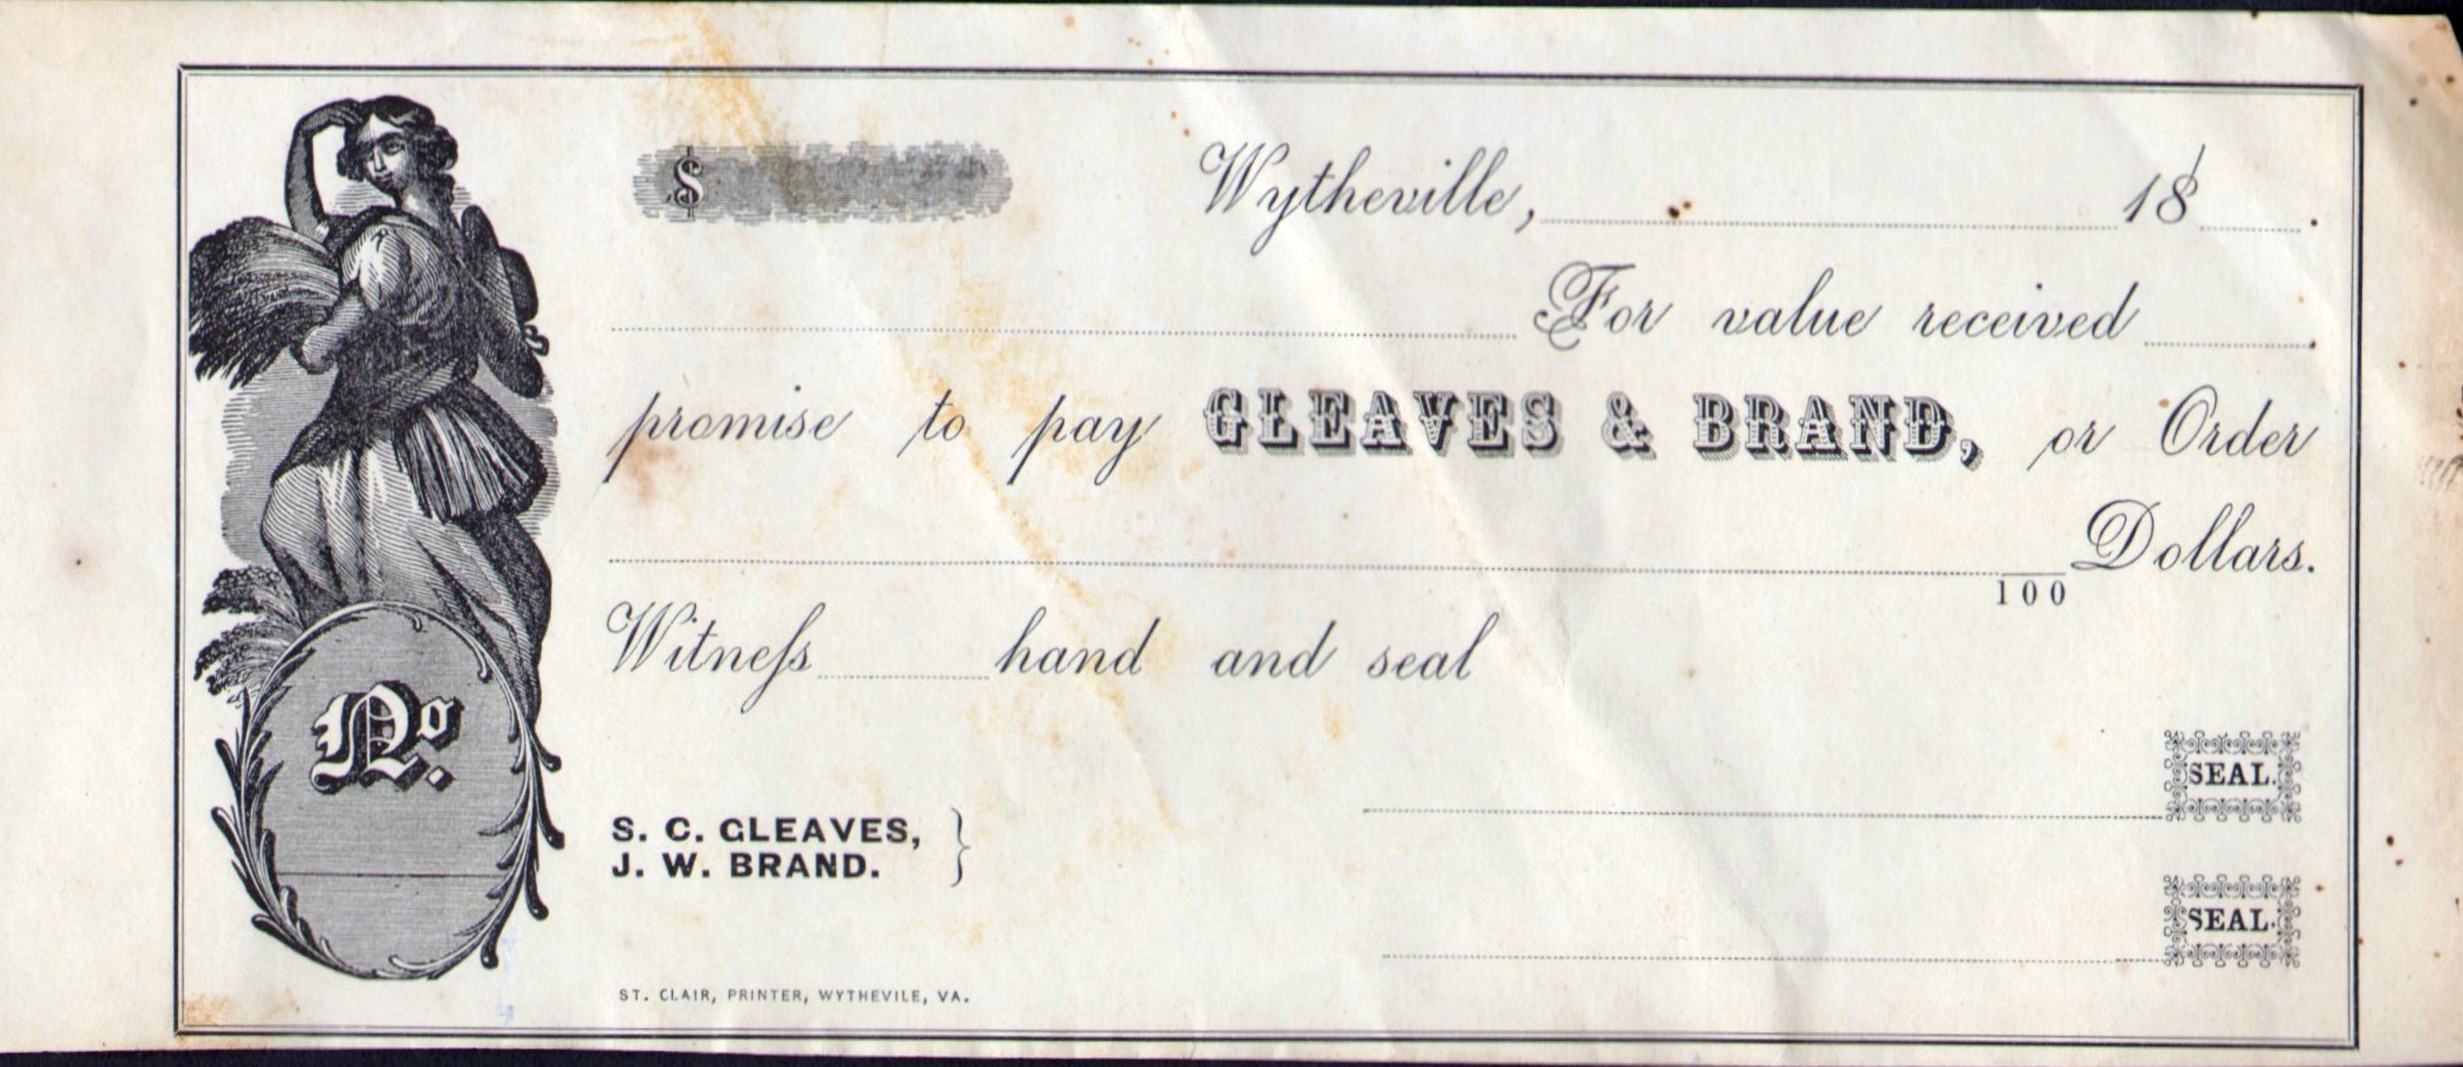 $ Wytheville, 18 .
For value received
promise to pay GLEAVES & BRAND, or Order
Dollars.
100
Witneſs hand and seal
No.
SEAL.
S. C. GLEAVES,
J. W. BRAND.
SEAL.
ST. CLAIR, PRINTER, WYTHEVILE, VA.